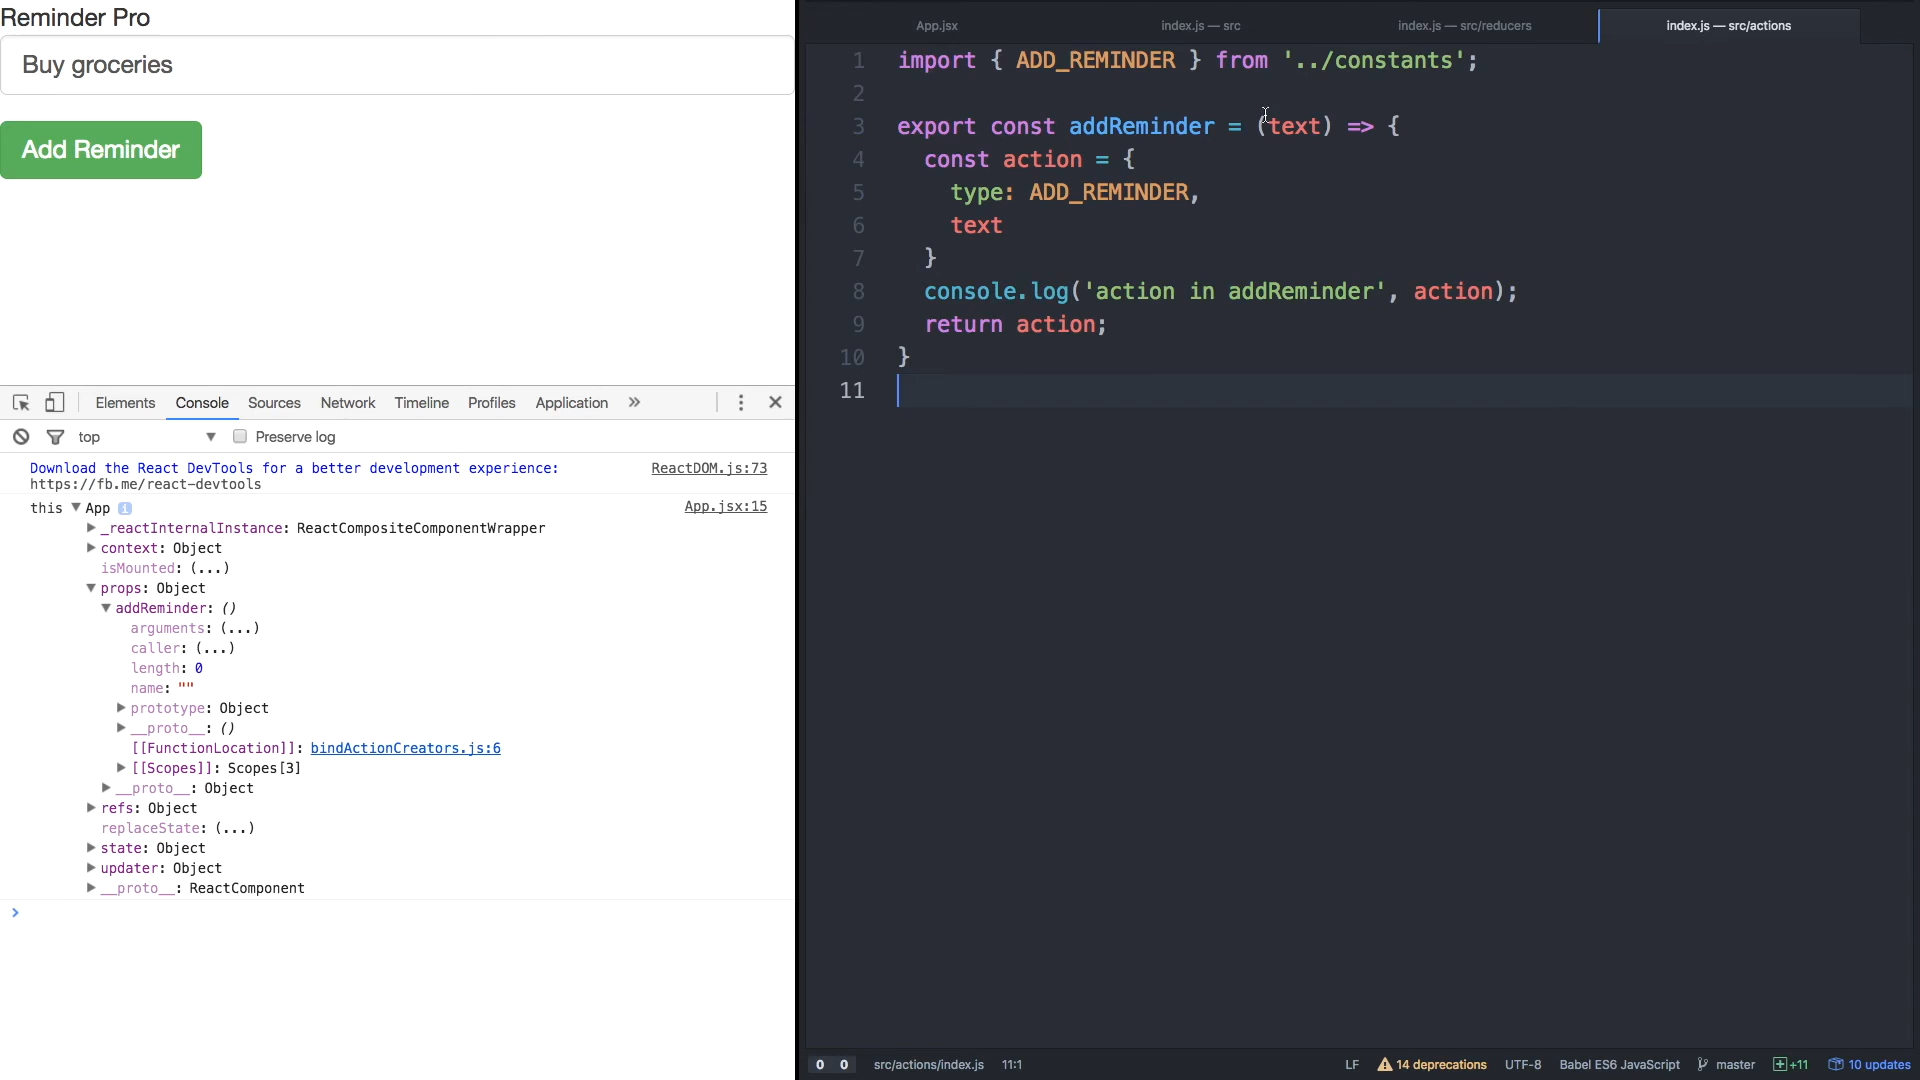 Reminder Pro
Buy groceries
Add Reminder
Elements Console Sources Network Timeline Profiles Application »
top ▼ Preserve log
Download the React DevTools for a better development experience: ReactDOM.js:73
https://fb.me/react-devtools
this ▼ App i App.jsx:15
▶ _reactInternalInstance: ReactCompositeComponentWrapper
▶ context: Object
isMounted: (...)
▼ props: Object
▼ addReminder: ()
arguments: (...)
caller: (...)
length: 0
name: ""
▶ prototype: Object
▶ __proto__: ()
[[FunctionLocation]]: bindActionCreators.js:6
▶ [[Scopes]]: Scopes[3]
▶ __proto__: Object
▶ refs: Object
replaceState: (...)
▶ state: Object
▶ updater: Object
▶ __proto__: ReactComponent
>
App.jsx index.js — src index.js — src/reducers index.js — src/actions
1 import { ADD_REMINDER } from '../constants';
2
3 export const addReminder = (text) => {
4 const action = {
5 type: ADD_REMINDER,
6 text
7 }
8 console.log('action in addReminder', action);
9 return action;
10 }
11
0 0 src/actions/index.js 11:1 LF 14 deprecations UTF-8 Babel ES6 JavaScript master +11 10 updates